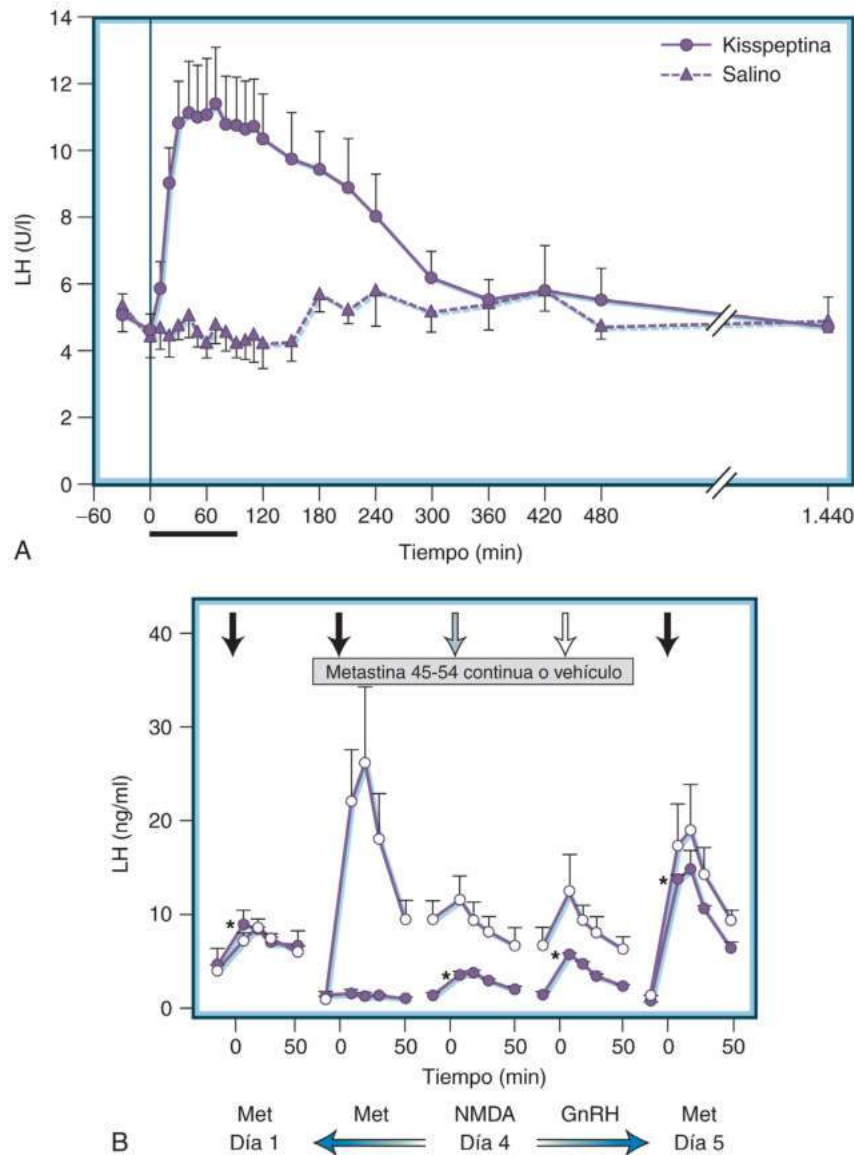 14
12
10
8
6
4
2
0
LH (U/l)
Kisspeptina
Salino
−60 0 60 120 180 240 300 360 420 480 1.440
Tiempo (min)
A
40
30
20
10
0
LH (ng/ml)
Metastina 45-54 continua o vehículo
* * * *
0 50 0 50 0 50 0 50 0 50
Tiempo (min)
Met Met NMDA GnRH Met
Día 1 Día 4 Día 5
B